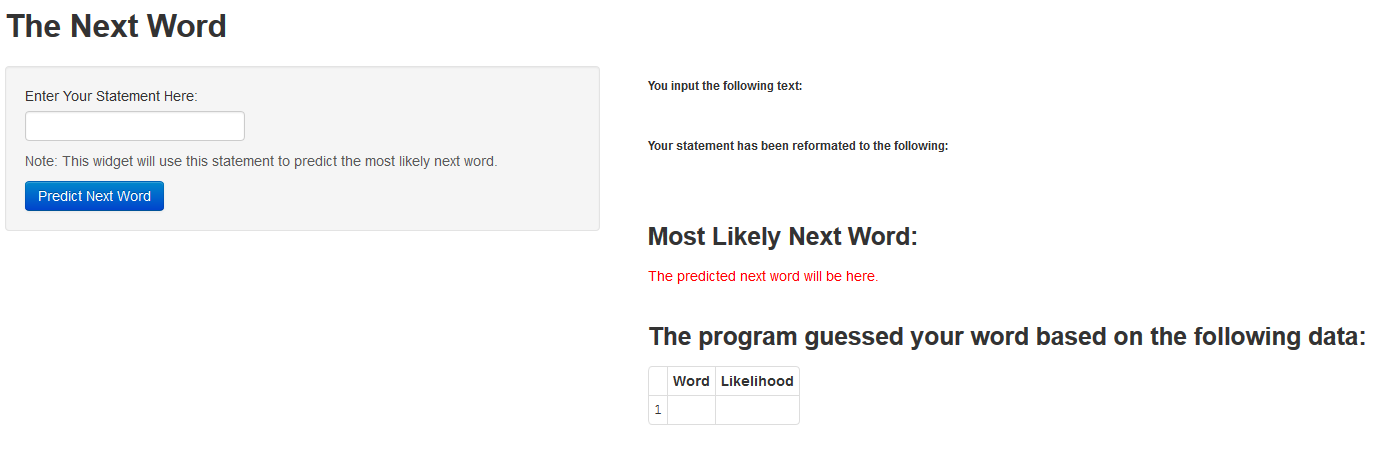 The Next Word
Enter Your Statement Here:
Note: This widget will use this statement to predict the most likely next word.
Predict Next Word
You input the following text:
Your statement has been reformated to the following:
Most Likely Next Word:
The predicted next word will be here.
The program guessed your word based on the following data:
Word Likelihood
1